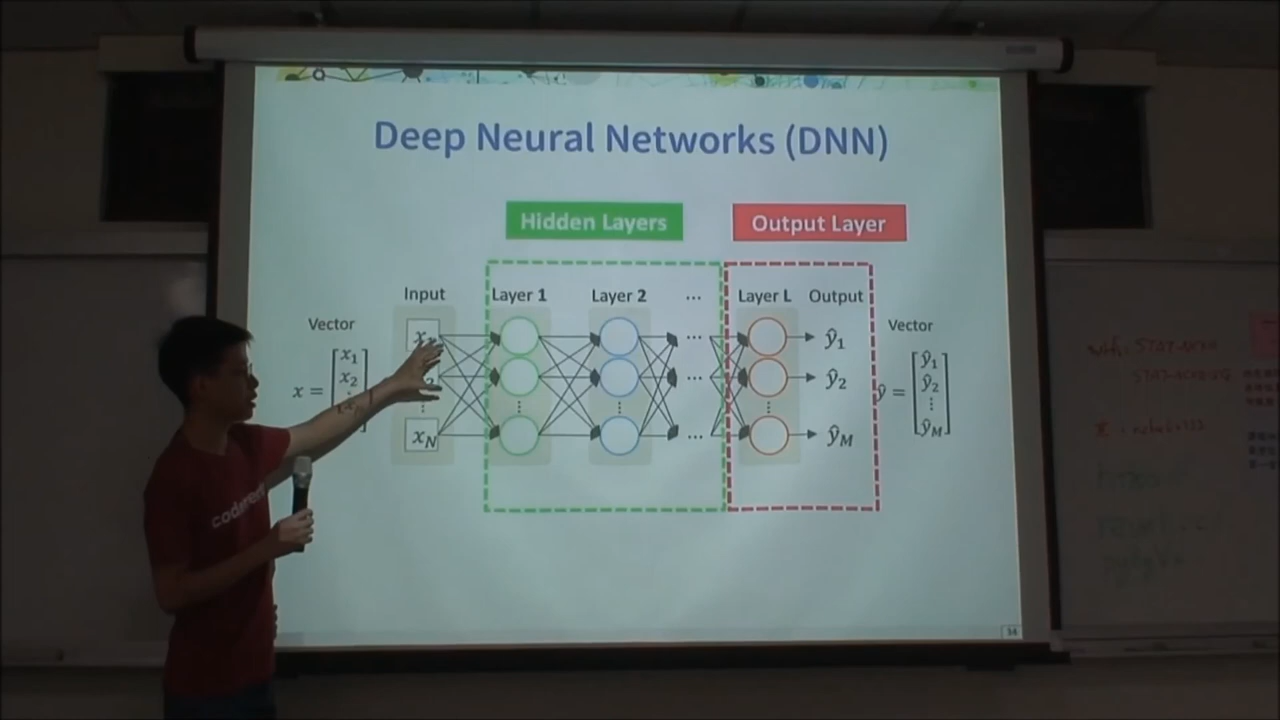 Deep Neural Networks (DNN)
Hidden Layers
Output Layer
Input
Layer 1
Layer 2
...
Layer L
Output
Vector
x =
x₁
x₂
x_N
ŷ₁
ŷ₂
ŷ_M
Vector
ŷ =
ŷ₁
ŷ₂
⋮
ŷ_M
34